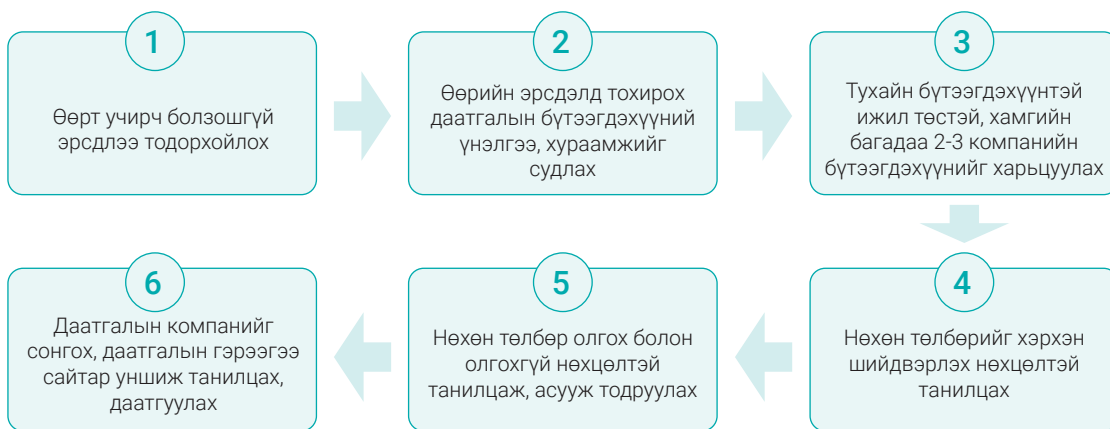 1
Өөрт учирч болзошгүй
эрсдлээ тодорхойлох
2
Өөрийн эрсдэлд тохирох
даатгалын бүтээгдэхүүний
үнэлгээ, хураамжийг
судлах
3
Тухайн бүтээгдэхүүнтэй
ижил төстэй, хамгийн
багадаа 2-3 компанийн
бүтээгдэхүүнийг харьцуулах
4
Нөхөн төлбөрийг хэрхэн
шийдвэрлэх нөхцөлтэй
танилцах
5
Нөхөн төлбөр олгох болон
олгохгүй нөхцөлтэй
танилцаж, асууж тодруулах
6
Даатгалын компанийг
сонгох, даатгалын гэрээгээ
сайтар уншиж танилцах,
даатгуулах